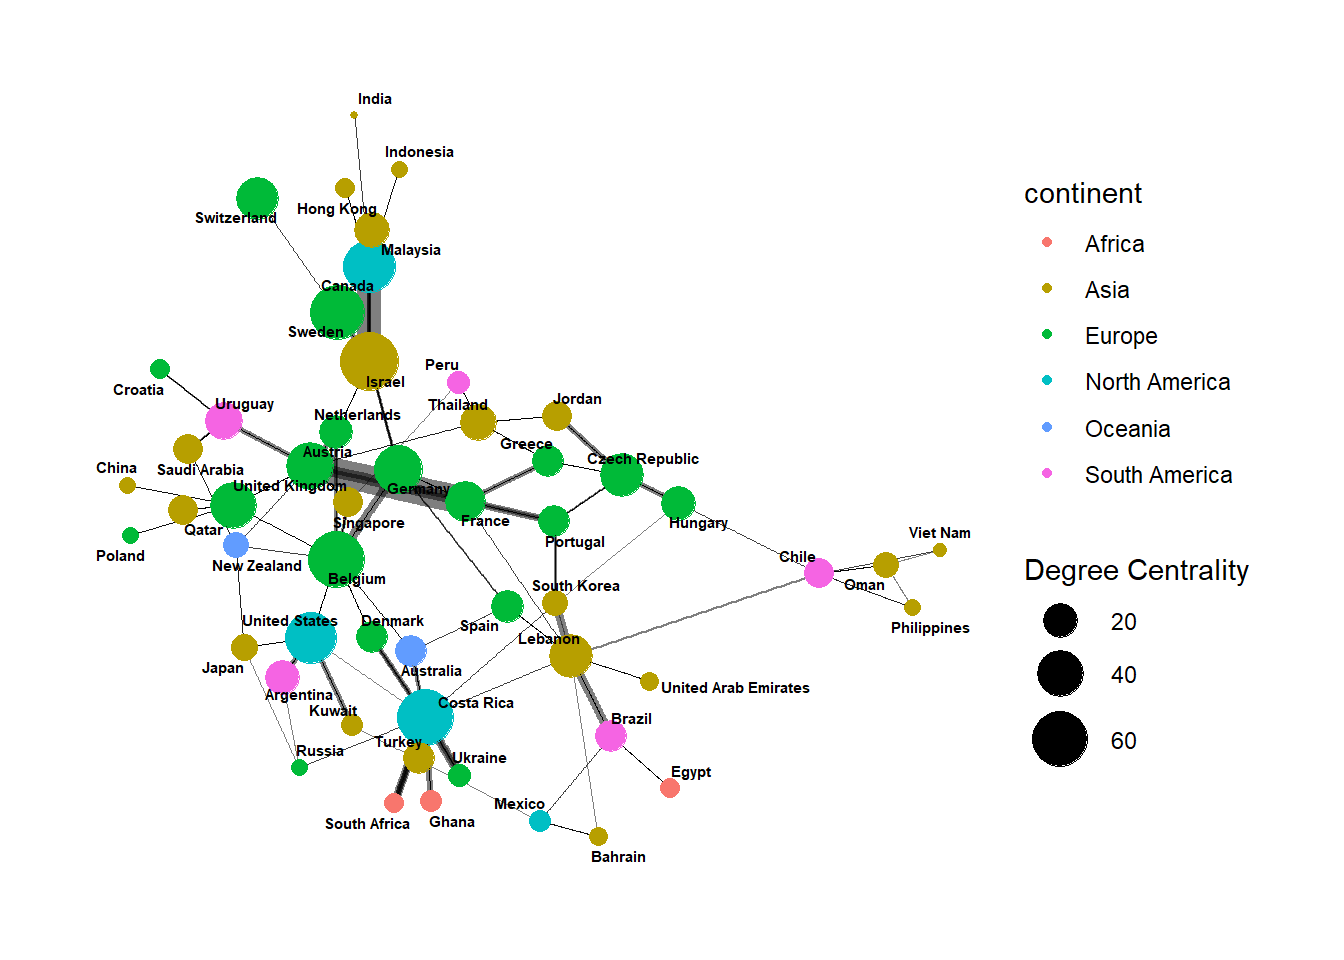 India
Indonesia
Hong Kong
Switzerland
Malaysia
Canada
Sweden
Israel
Peru
Croatia
Uruguay
Netherlands
Thailand
Jordan
Greece
Austria
Czech Republic
China
Saudi Arabia
United Kingdom
Germany
Singapore
France
Hungary
Qatar
Portugal
Poland
New Zealand
Belgium
Viet Nam
Chile
Oman
Philippines
South Korea
United States
Denmark
Spain
Lebanon
Japan
Australia
Argentina
United Arab Emirates
Kuwait
Costa Rica
Brazil
Turkey
Russia
Ukraine
Egypt
Mexico
South Africa
Ghana
Bahrain
continent
Africa
Asia
Europe
North America
Oceania
South America
Degree Centrality
20
40
60